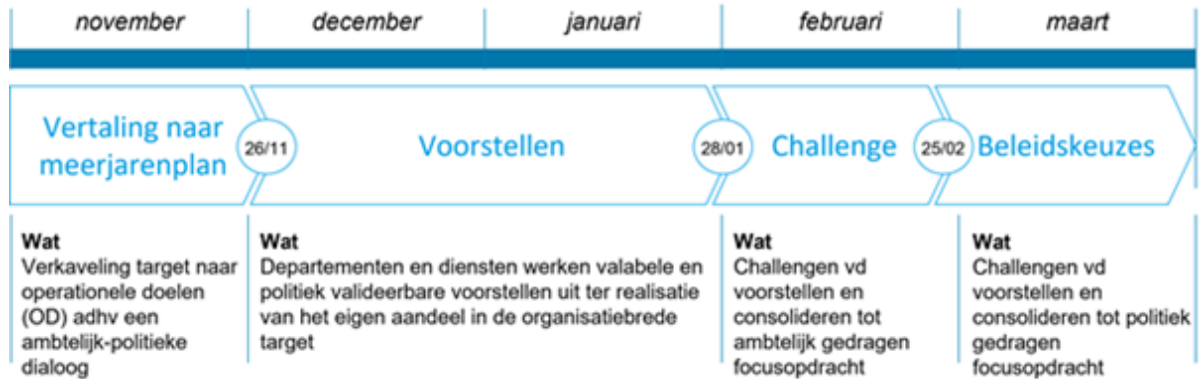 november
december
januari
februari
maart
Vertaling naar
meerjarenplan
26/11
Voorstellen
28/01
Challenge
25/02
Beleidskeuzes
Wat
Verkaveling target naar
operationele doelen
(OD) adhv een
ambtelijk-politieke
dialoog
Wat
Departementen en diensten werken valabele en
politiek valideerbare voorstellen uit ter realisatie
van het eigen aandeel in de organisatiebrede
target
Wat
Challengen vd
voorstellen en
consolideren tot
ambtelijk gedragen
focusopdracht
Wat
Challengen vd
voorstellen en
consolideren tot politiek
gedragen
focusopdracht